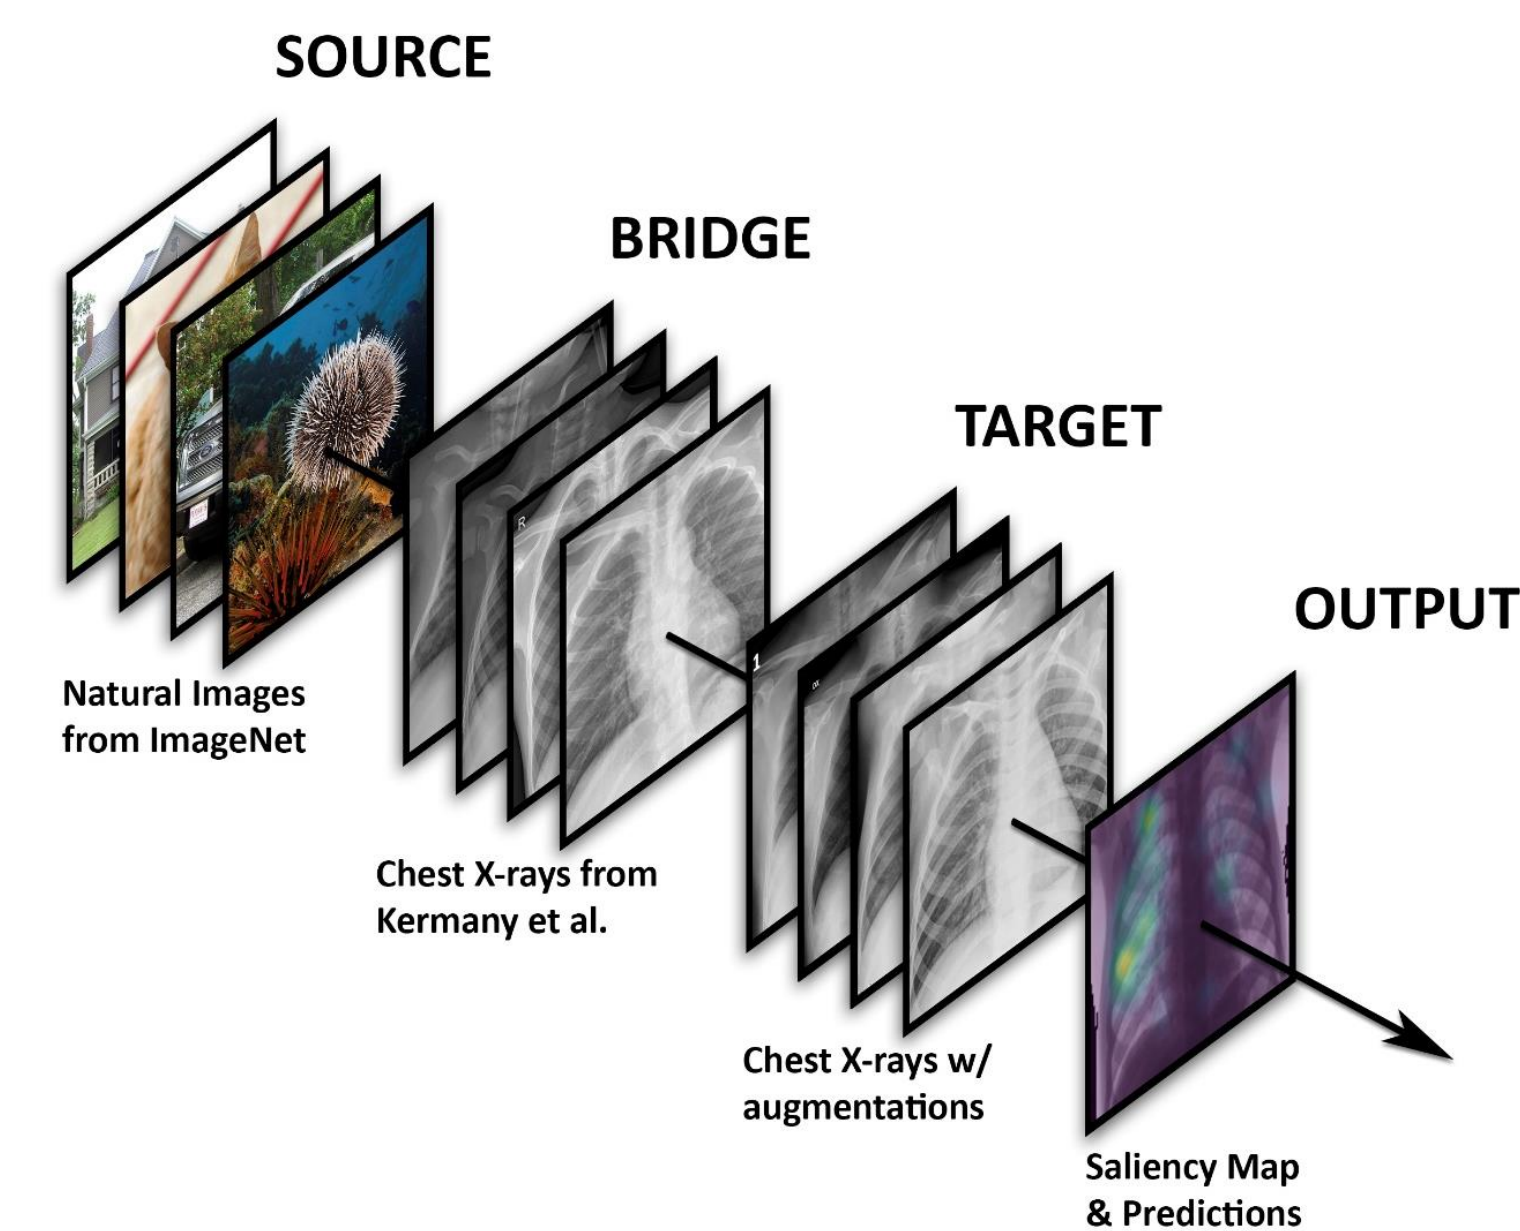 SOURCE
Natural Images
from ImageNet
BRIDGE
R
Chest X-rays from
Kermany et al.
TARGET
1
Chest X-rays w/
augmentations
OUTPUT
Saliency Map
& Predictions